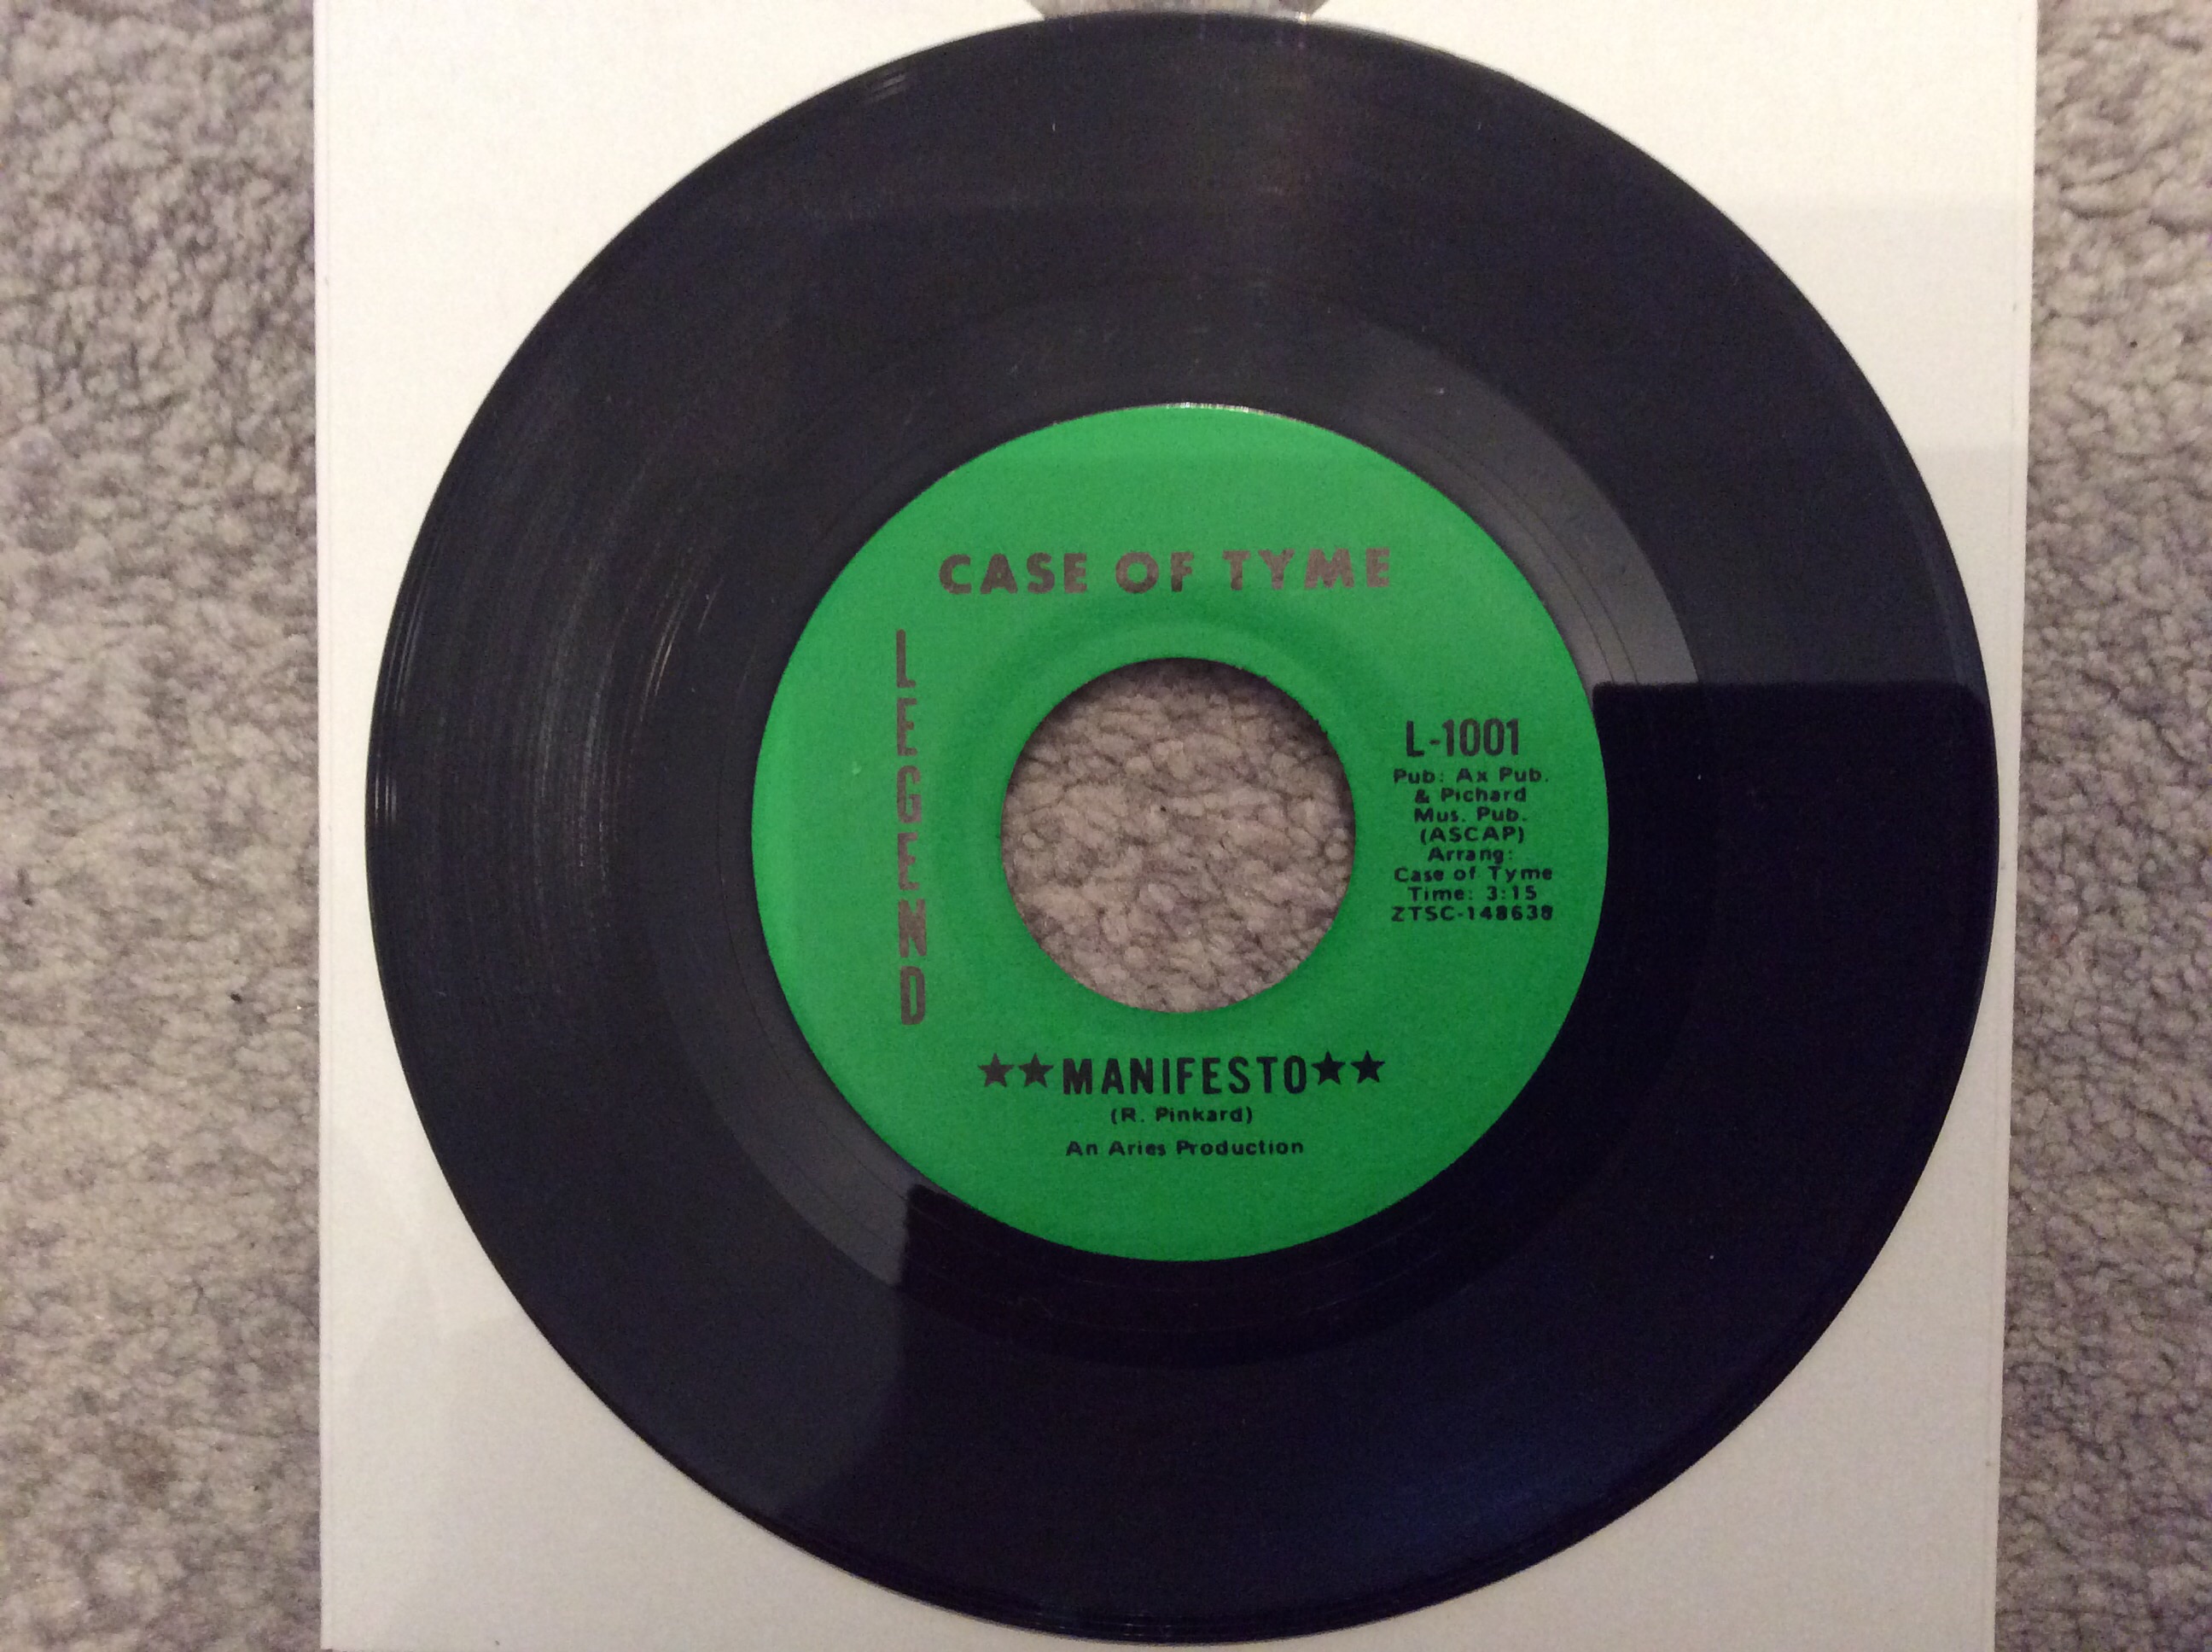 CASE OF TYME
LEGEND
L-1001
Pub: Ax Pub.
& Pichard
Mus. Pub.
(ASCAP)
Arrang:
Case of Tyme
Time: 3:15
ZTSC-148638
★★MANIFESTO★★
(R. Pinkard)
An Aries Production